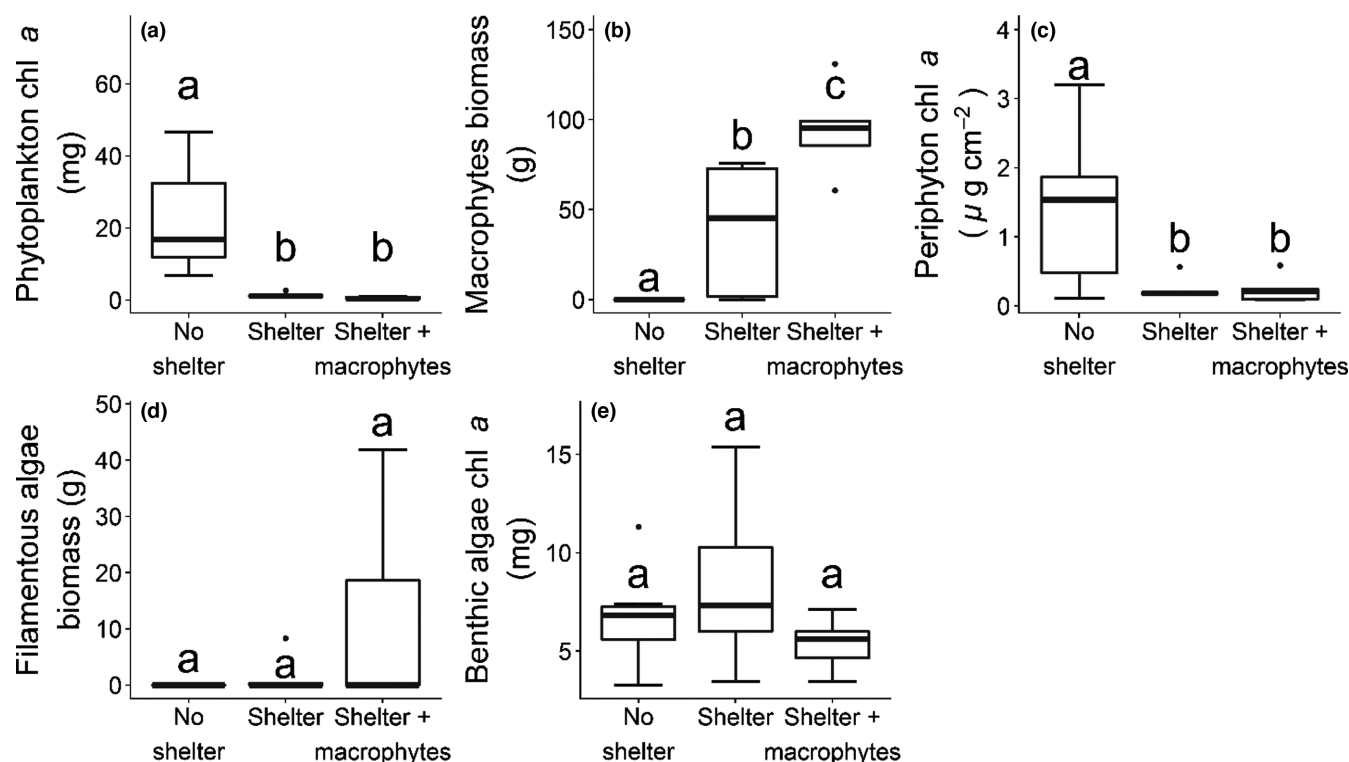 (a)
Phytoplankton chl a
(mg)
60
40
20
0
a
b
b
No
shelter
Shelter
Shelter +
macrophytes
(b)
Macrophytes biomass
(g)
150
100
50
0
a
b
c
No
shelter
Shelter
Shelter +
macrophytes
(c)
Periphyton chl a
( μ g cm−2 )
4
3
2
1
0
a
b
b
No
shelter
Shelter
Shelter +
macrophytes
(d)
Filamentous algae
biomass (g)
50
40
30
20
10
0
a
a
a
No
shelter
Shelter
Shelter +
macrophytes
(e)
Benthic algae chl a
(mg)
15
10
5
a
a
a
No
shelter
Shelter
Shelter +
macrophytes